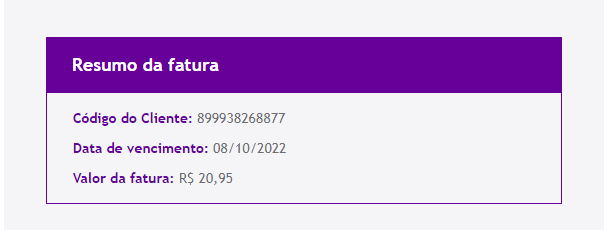 Resumo da fatura
Código do Cliente: 899938268877
Data de vencimento: 08/10/2022
Valor da fatura: R$ 20,95